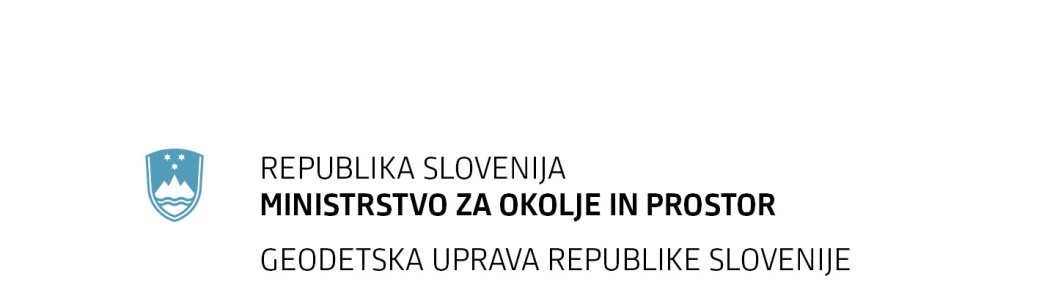 REPUBLIKA SLOVENIJA
MINISTRSTVO ZA OKOLJE IN PROSTOR
GEODETSKA UPRAVA REPUBLIKE SLOVENIJE